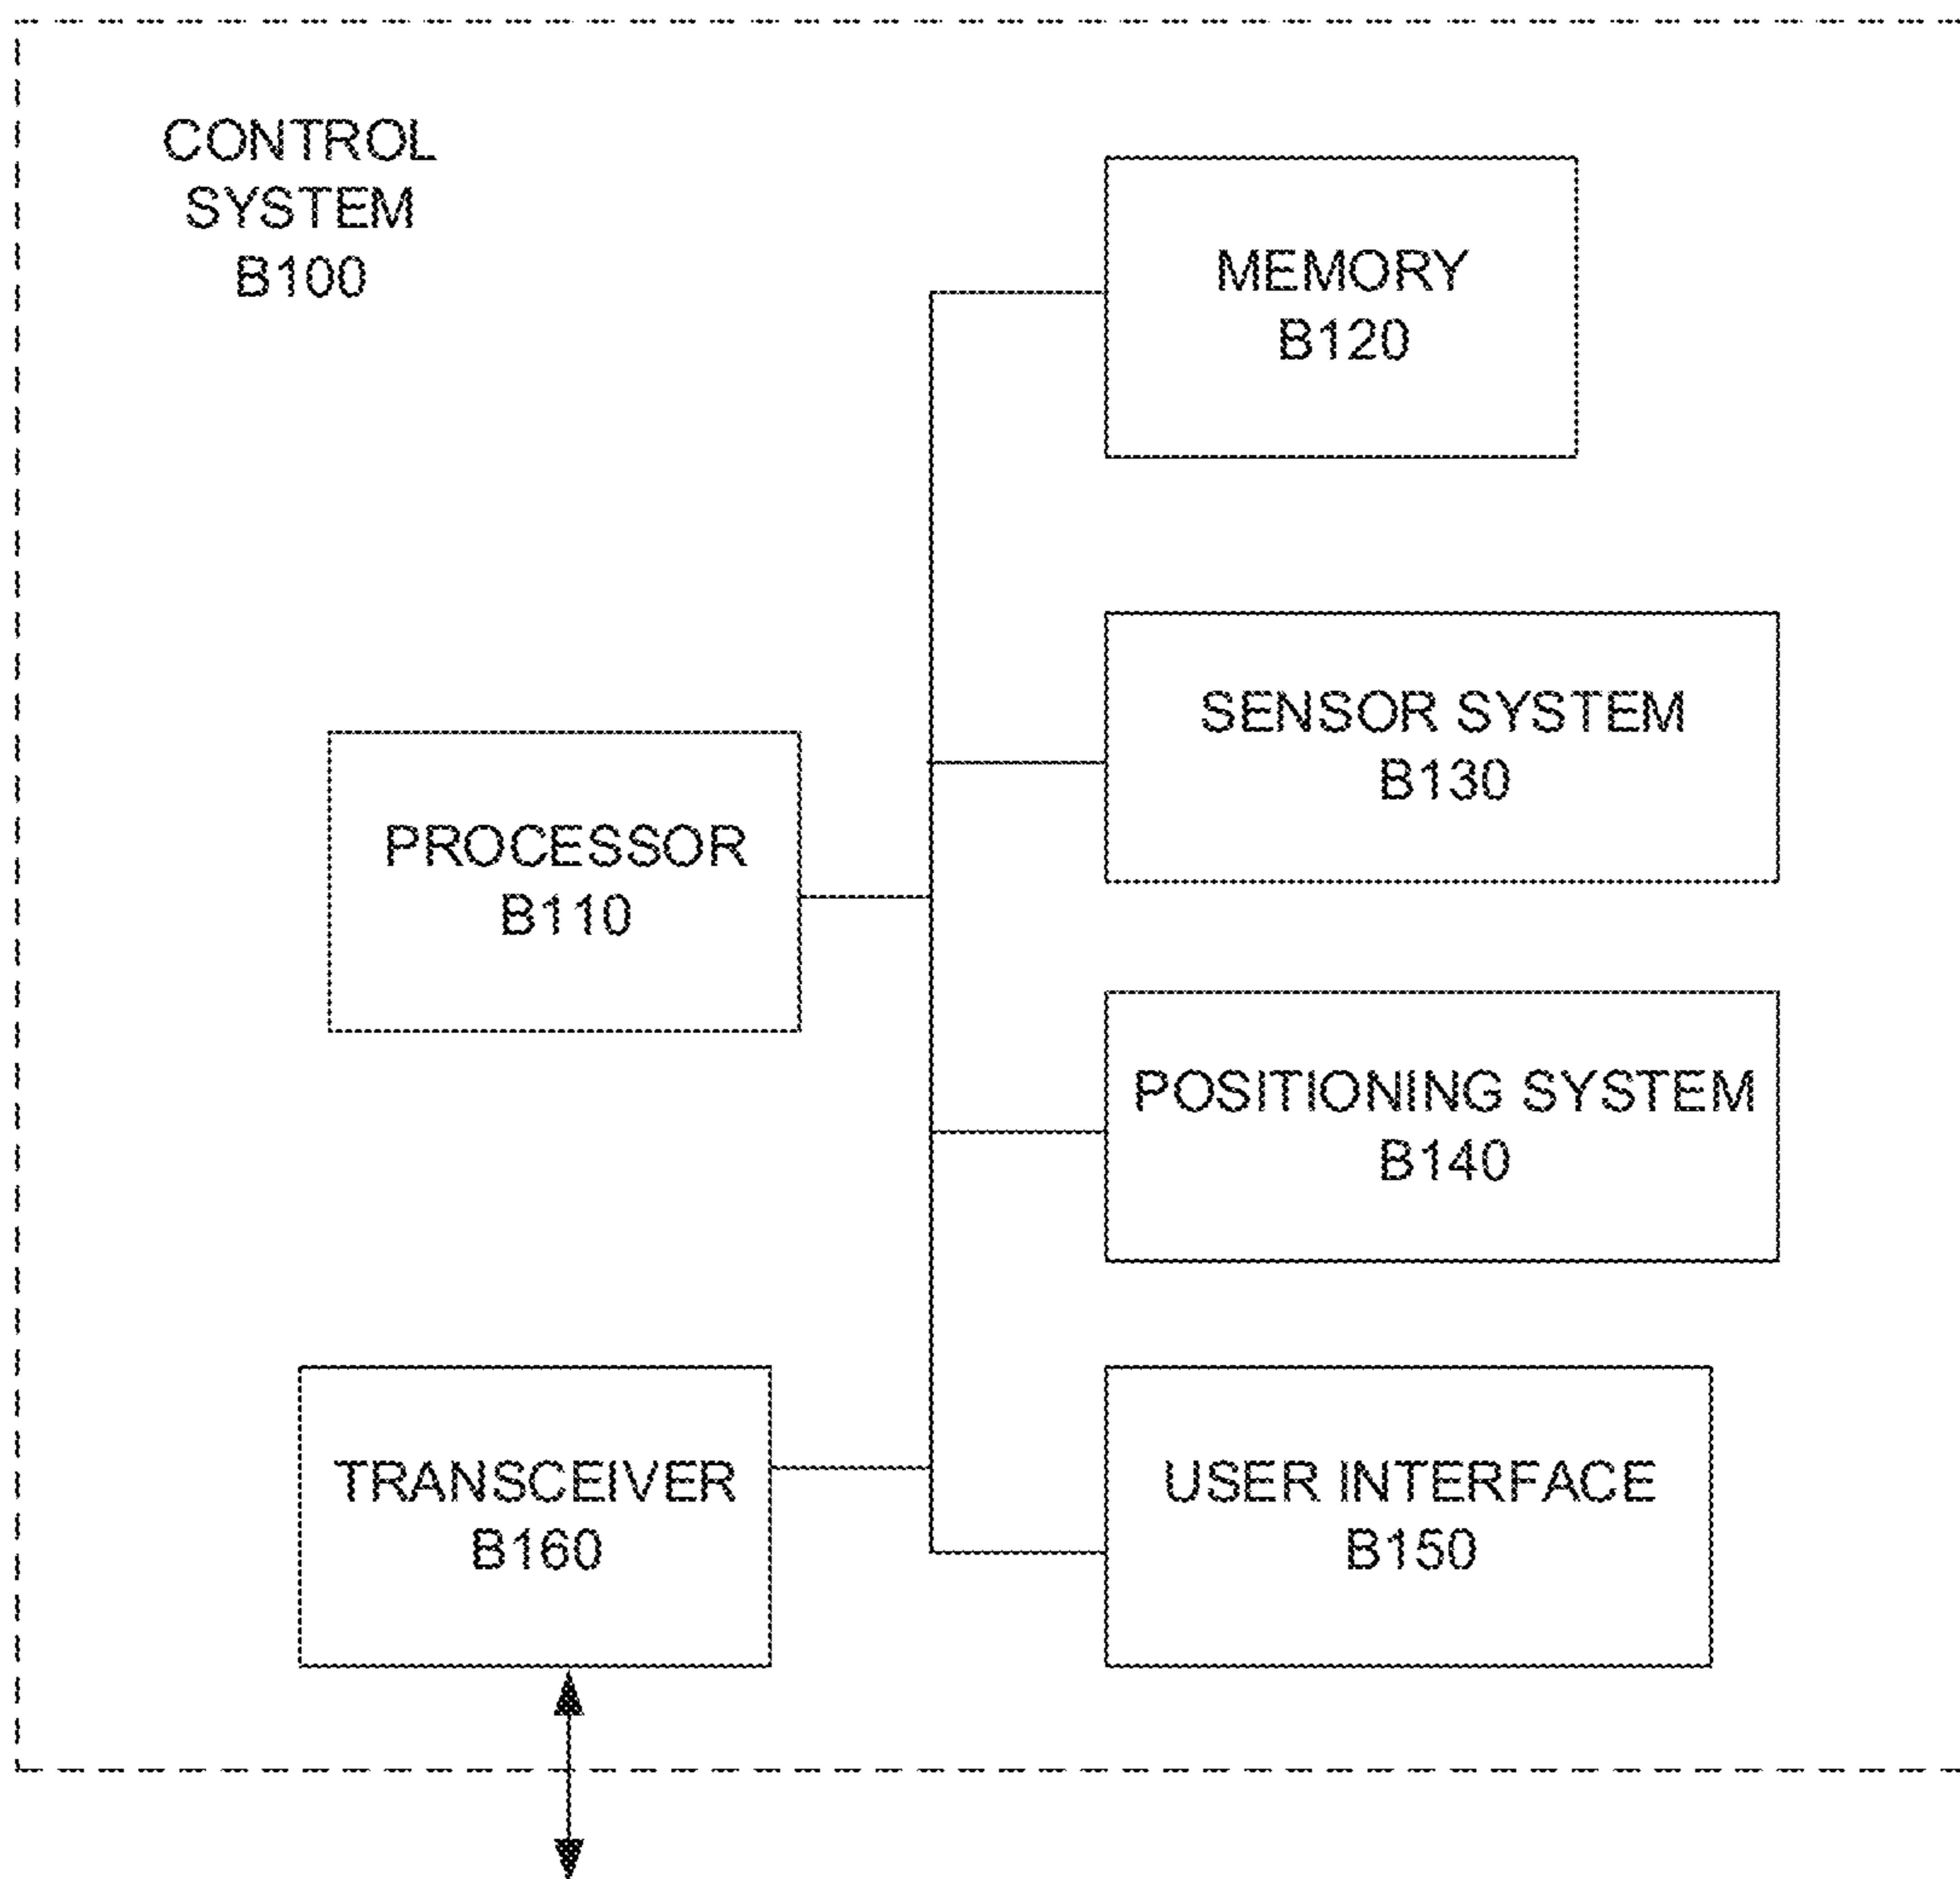 CONTROL
SYSTEM
B100
MEMORY
B120
SENSOR SYSTEM
B130
PROCESSOR
B110
POSITIONING SYSTEM
B140
TRANSCEIVER
B160
USER INTERFACE
B150